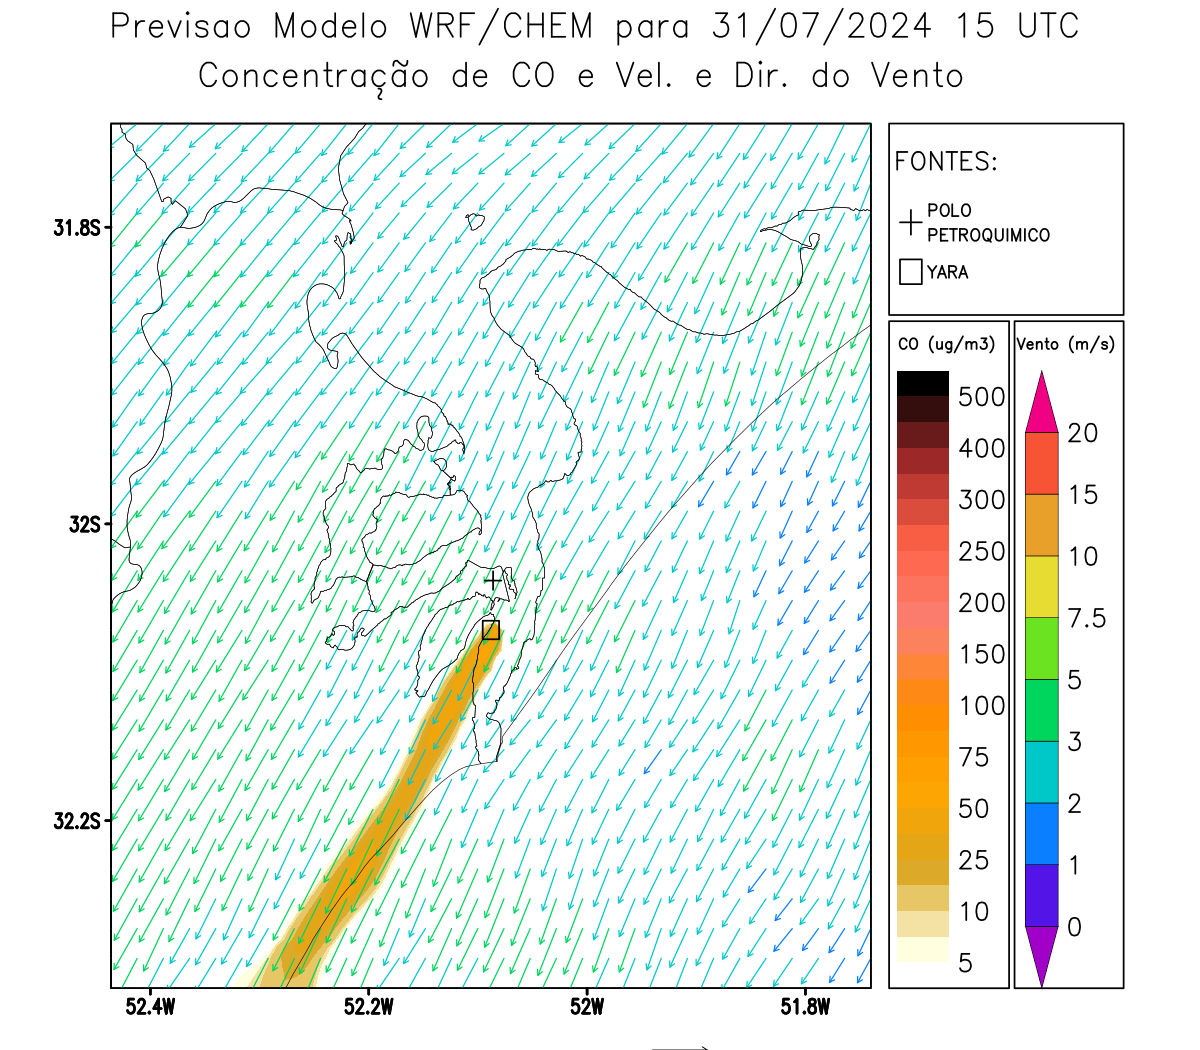 Previsao Modelo WRF/CHEM para 31/07/2024 15 UTC
Concentração de CO e Vel. e Dir. do Vento
FONTES:
POLO
PETROQUIMICO
YARA
CO (ug/m3)
500
400
300
250
200
150
100
75
50
25
10
5
Vento (m/s)
20
15
10
7.5
5
3
2
1
0
31.8S
32S
32.2S
52.4W
52.2W
52W
51.8W